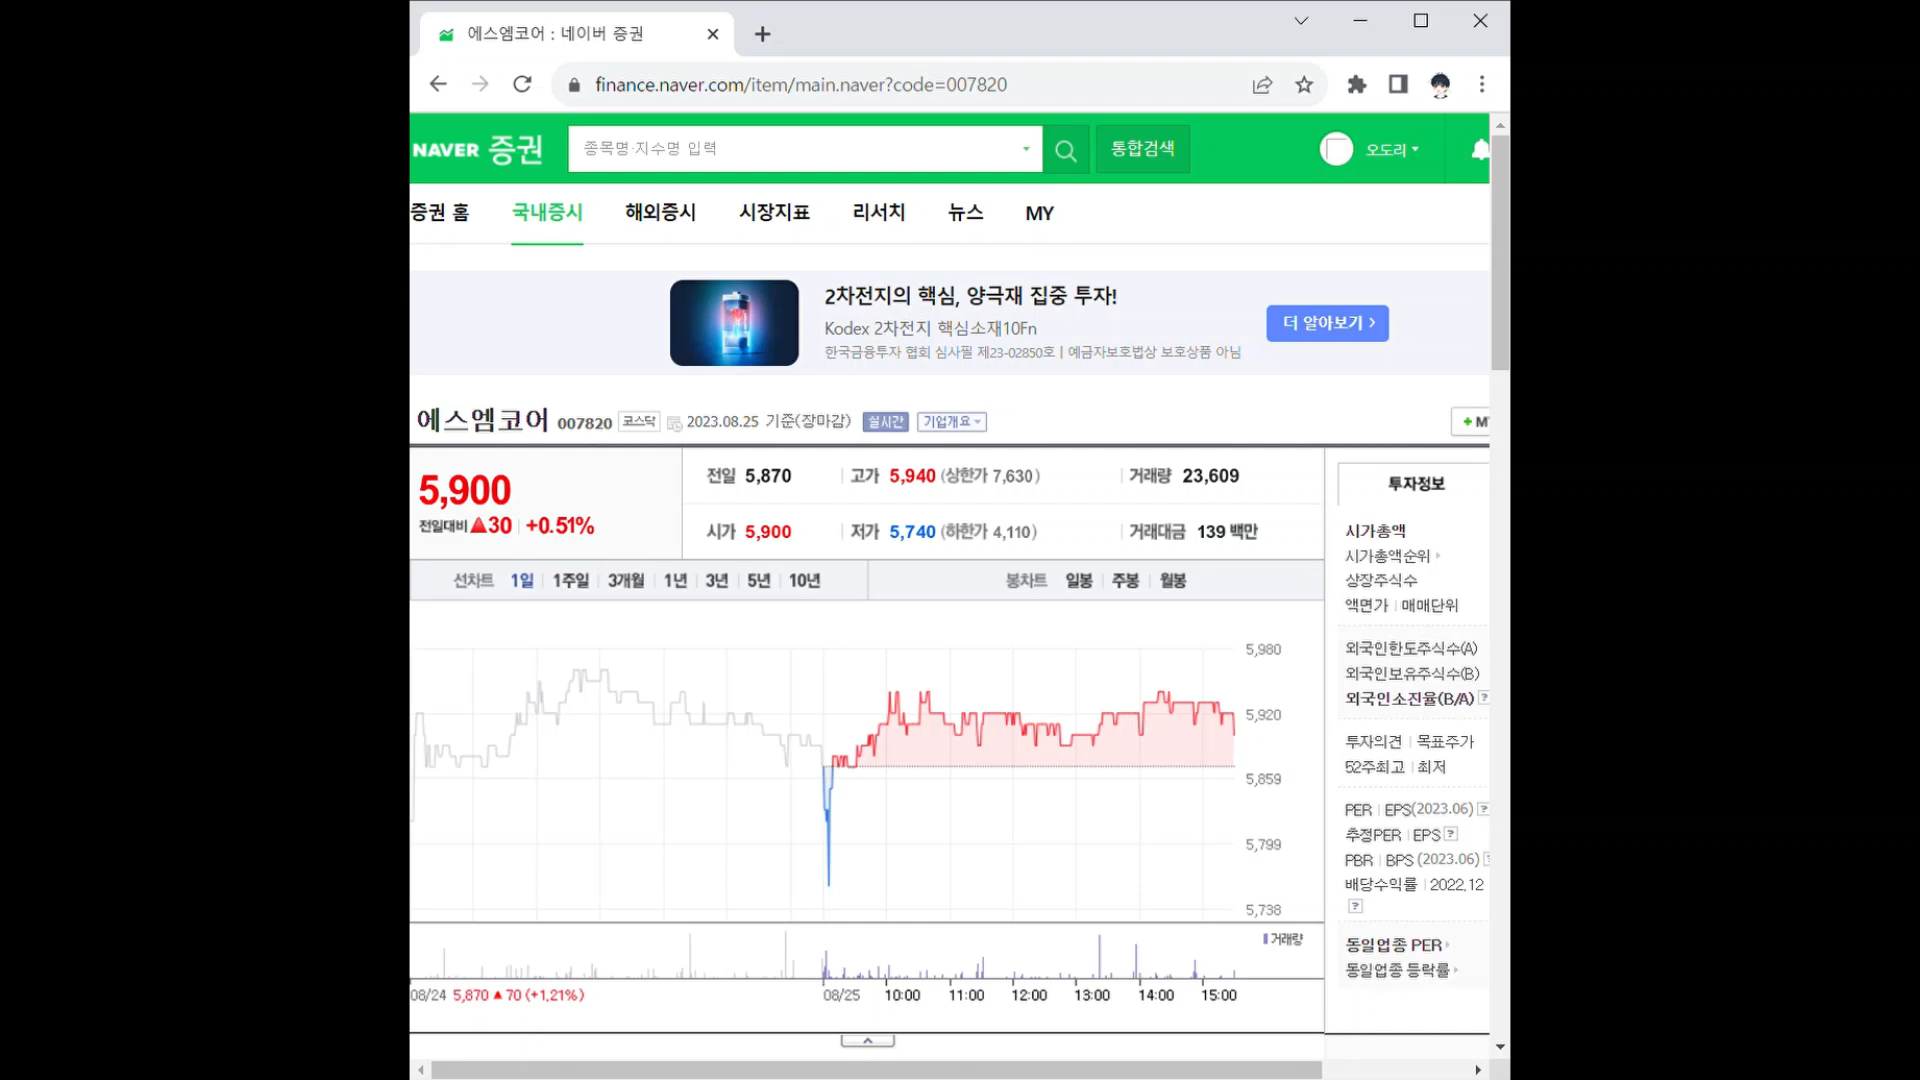 에스엠코어 : 네이버 증권
finance.naver.com/item/main.naver?code=007820
NAVER 증권
종목명·지수명 입력
통합검색
오도리
증권 홈 국내증시 해외증시 시장지표 리서치 뉴스 MY
2차전지의 핵심, 양극재 집중 투자!
Kodex 2차전지 핵심소재10Fn
한국금융투자 협회 심사필 제23-02850호 | 예금자보호법상 보호상품 아님
더 알아보기 >
에스엠코어 007820 코스닥 2023.08.25 기준(장마감) 실시간 기업개요
+ M
5,900
전일대비 ▲30 +0.51%
전일 5,870 고가 5,940 (상한가 7,630) 거래량 23,609
시가 5,900 저가 5,740 (하한가 4,110) 거래대금 139 백만
선차트 1일 1주일 3개월 1년 3년 5년 10년 봉차트 일봉 주봉 월봉
5,980
5,920
5,859
5,799
5,738
거래량
08/24 5,870 ▲ 70 (+1,21%)
08/25 10:00 11:00 12:00 13:00 14:00 15:00
투자정보
시가총액
시가총액순위
상장주식수
액면가 | 매매단위
외국인한도주식수(A)
외국인보유주식수(B)
외국인소진율(B/A) ?
투자의견 | 목표주가
52주최고 | 최저
PER | EPS(2023.06) ?
추정PER | EPS ?
PBR | BPS (2023.06) ?
배당수익률 | 2022.12
?
동일업종 PER
동일업종 등락률